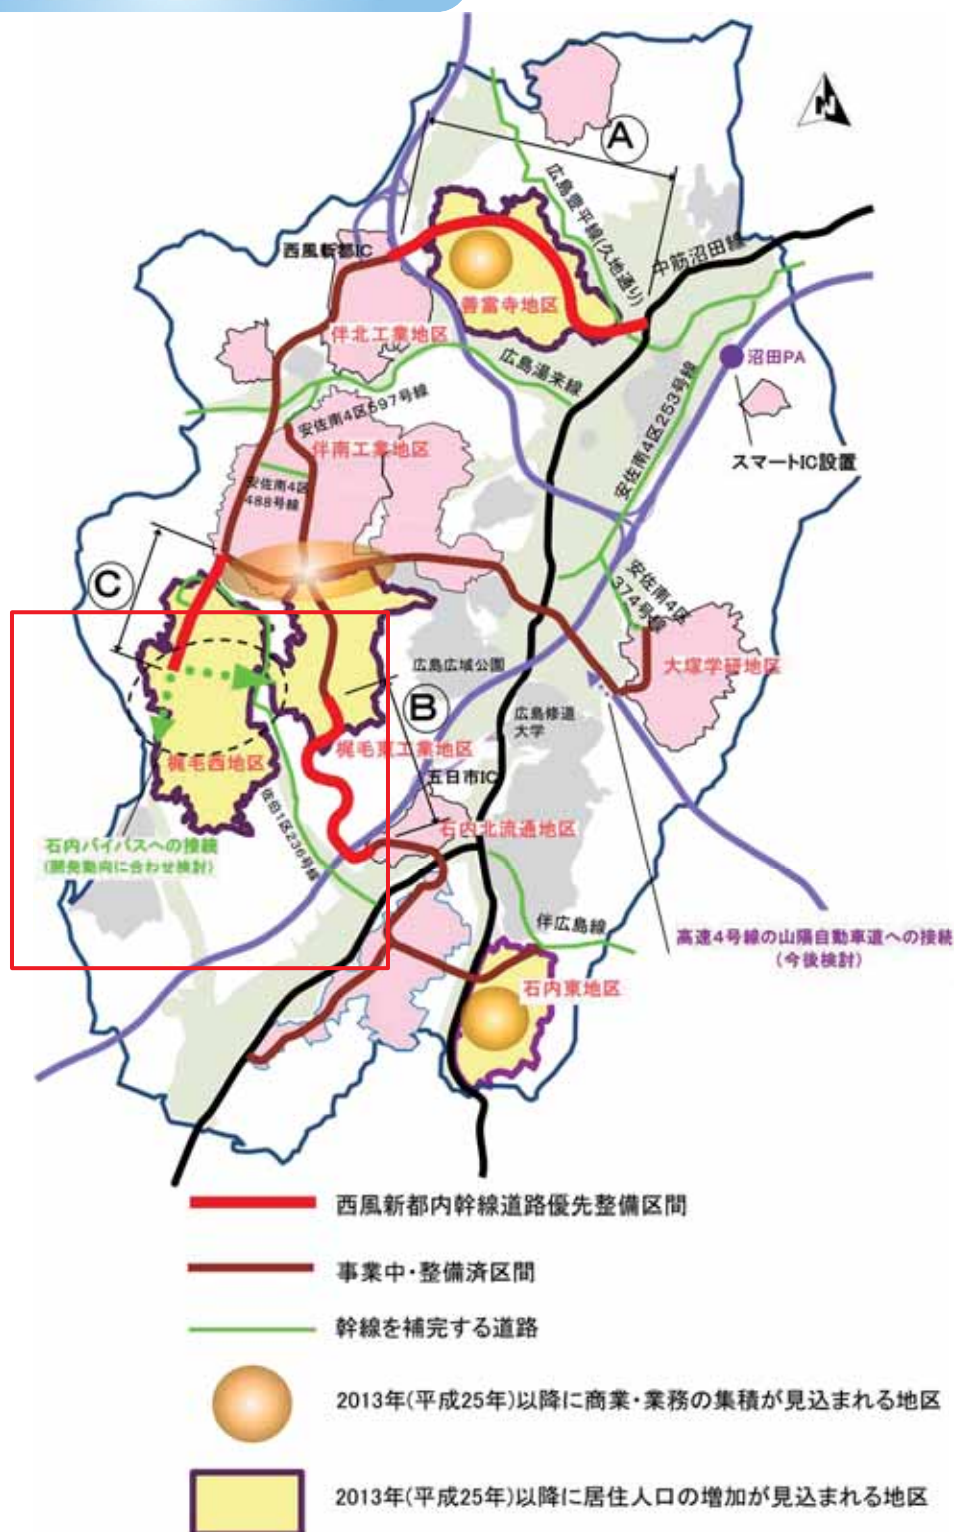 A
N
広島豊平線(久地通り)
中筋沼田線
西風新都IC
善當寺地区
伴北工業地区
広島湯来線
沼田PA
安佐南4区597号線
安佐南4区253号線
伴南工業地区
スマートIC設置
安佐南4区
488号線
C
安佐南4区
374号線
広島広域公園
大塚学研地区
B
広島修道
大学
梶毛東工業地区
梶毛西地区
五日市IC
佐伯1区236号線
石内北流通地区
石内バイパスへの接続
(開発動向に合わせ検討)
伴広島線
高速4号線の山陽自動車道への接続
(今後検討)
石内東地区
西風新都内幹線道路優先整備区間
事業中・整備済区間
幹線を補完する道路
2013年(平成25年)以降に商業・業務の集積が見込まれる地区
2013年(平成25年)以降に居住人口の増加が見込まれる地区